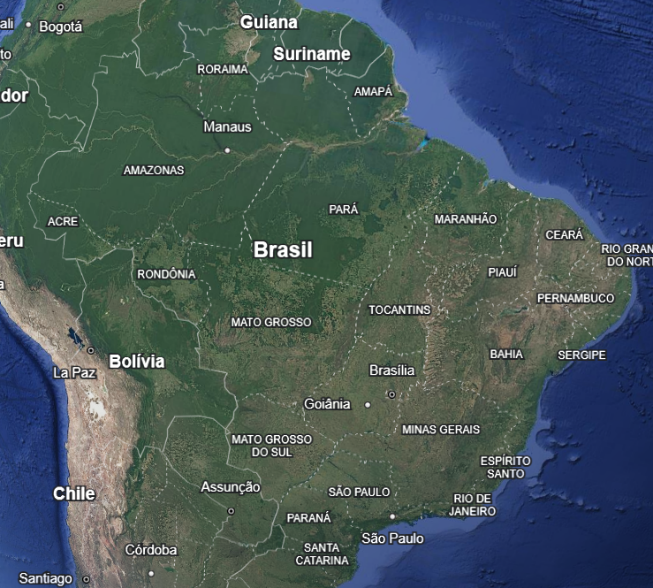 ali
Bogotá
to
dor
Guiana
Suriname
RORAIMA
AMAPÁ
Manaus
AMAZONAS
PARÁ
MARANHÃO
CEARÁ
ACRE
eru
Brasil
RIO GRAN
DO NORT
RONDÔNIA
PIAUÍ
a
PERNAMBUCO
TOCANTINS
MATO GROSSO
Bolívia
La Paz
BAHIA
SERGIPE
Brasília
Goiânia
MINAS GERAIS
MATO GROSSO
DO SUL
ESPÍRITO
SANTO
Chile
Assunção
SÃO PAULO
RIO DE
JANEIRO
PARANÁ
São Paulo
Córdoba
SANTA
CATARINA
Santiago